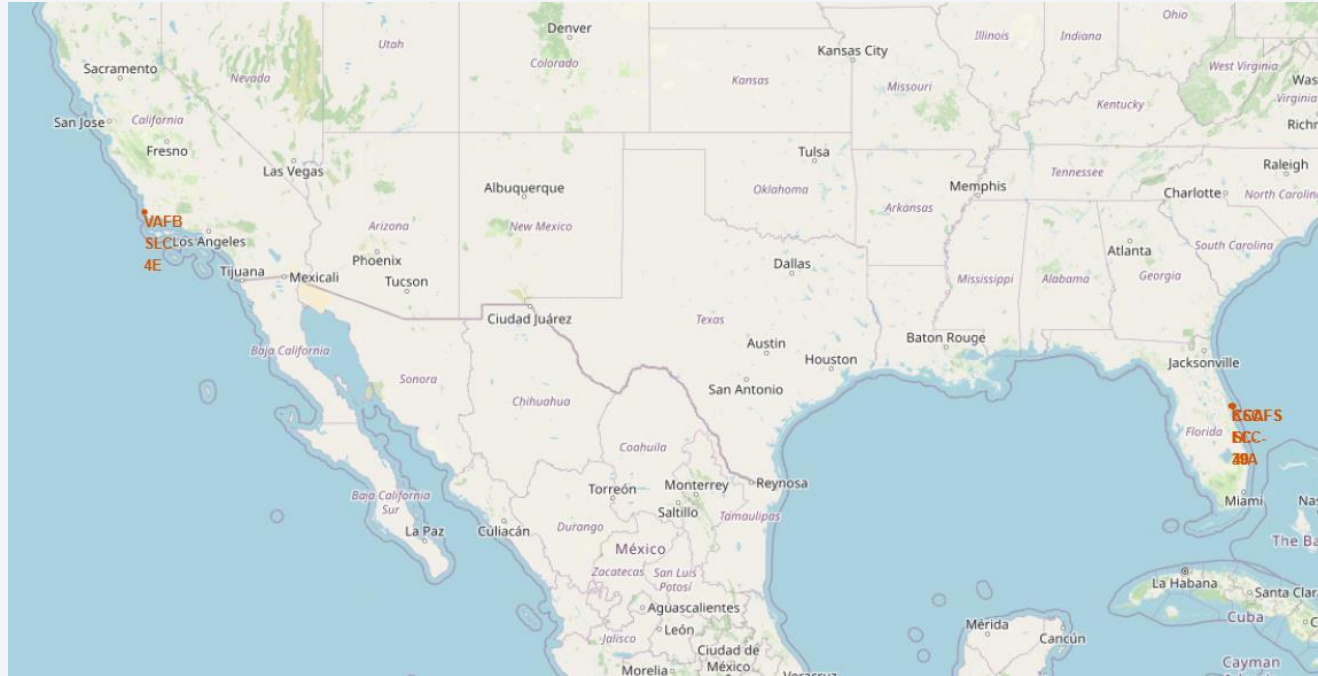 Ohio
Denver
Illinois
Indiana
Utah
Kansas City
Colorado
Sacramento
Nevada
Kansas
Missouri
West Virginia
Kentucky
Virginia
San Jose
California
Fresno
Las Vegas
Tulsa
Raleigh
Tennessee
Albuquerque
Oklahoma
Memphis
Charlotte
North Carolina
Arkansas
VAFB
SLC-
4E
Los Angeles
Arizona
New Mexico
Phoenix
Atlanta
South Carolina
Tijuana
Mexicali
Tucson
Dallas
Mississippi
Alabama
Georgia
Ciudad Juárez
Texas
Austin
Baton Rouge
Baja California
Houston
Jacksonville
Sonora
San Antonio
Chihuahua
Florida
Coahuila
Torreón
Monterrey
Reynosa
Baja California
Sur
Saltillo
Tamaulipas
Miami
La Paz
Culiacán
Durango
México
Zacatecas
San Luis
Potosí
La Habana
Santa Clar
Aguascalientes
Cuba
Mérida
León
Jalisco
Cancún
Ciudad de
México
Morelia
Cayman